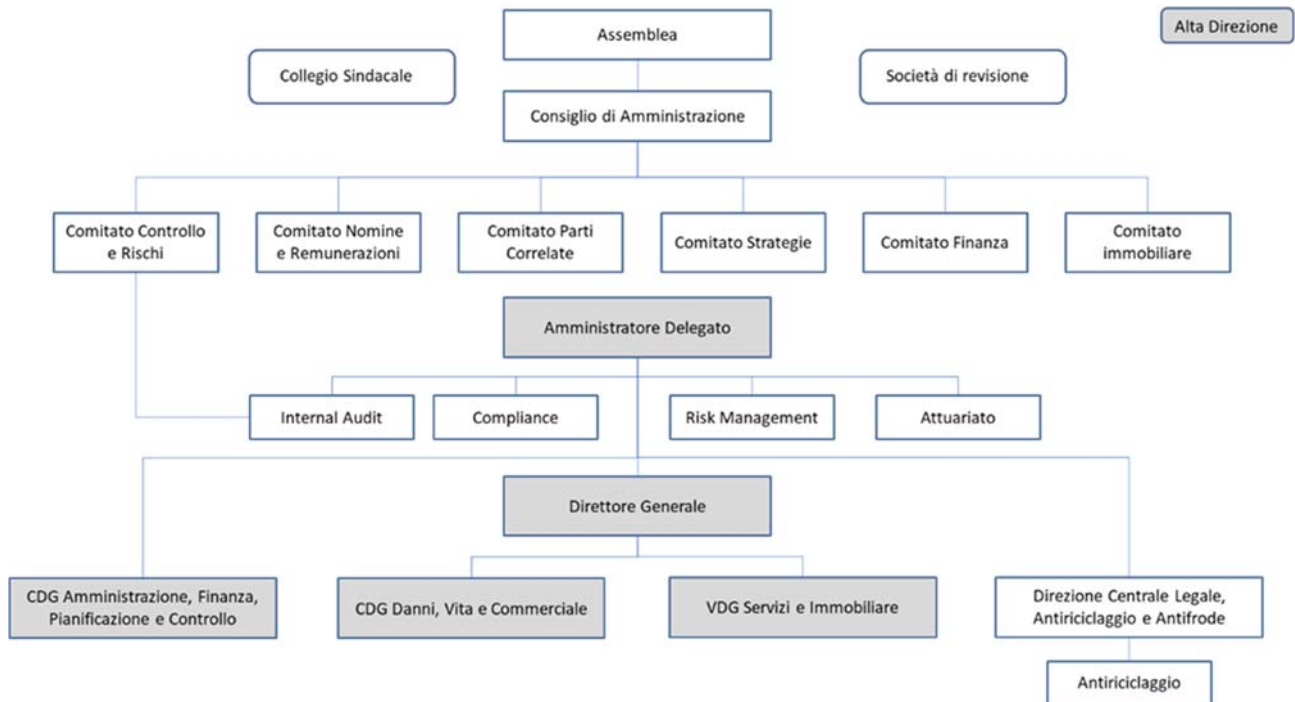 Assemblea
Alta Direzione
Collegio Sindacale
Società di revisione
Consiglio di Amministrazione
Comitato Controllo
e Rischi
Comitato Nomine
e Remunerazioni
Comitato Parti
Correlate
Comitato Strategie
Comitato Finanza
Comitato
immobiliare
Amministratore Delegato
Internal Audit
Compliance
Risk Management
Attuariato
Direttore Generale
CDG Amministrazione, Finanza,
Pianificazione e Controllo
CDG Danni, Vita e Commerciale
VDG Servizi e Immobiliare
Direzione Centrale Legale,
Antiriciclaggio e Antifrode
Antiriciclaggio